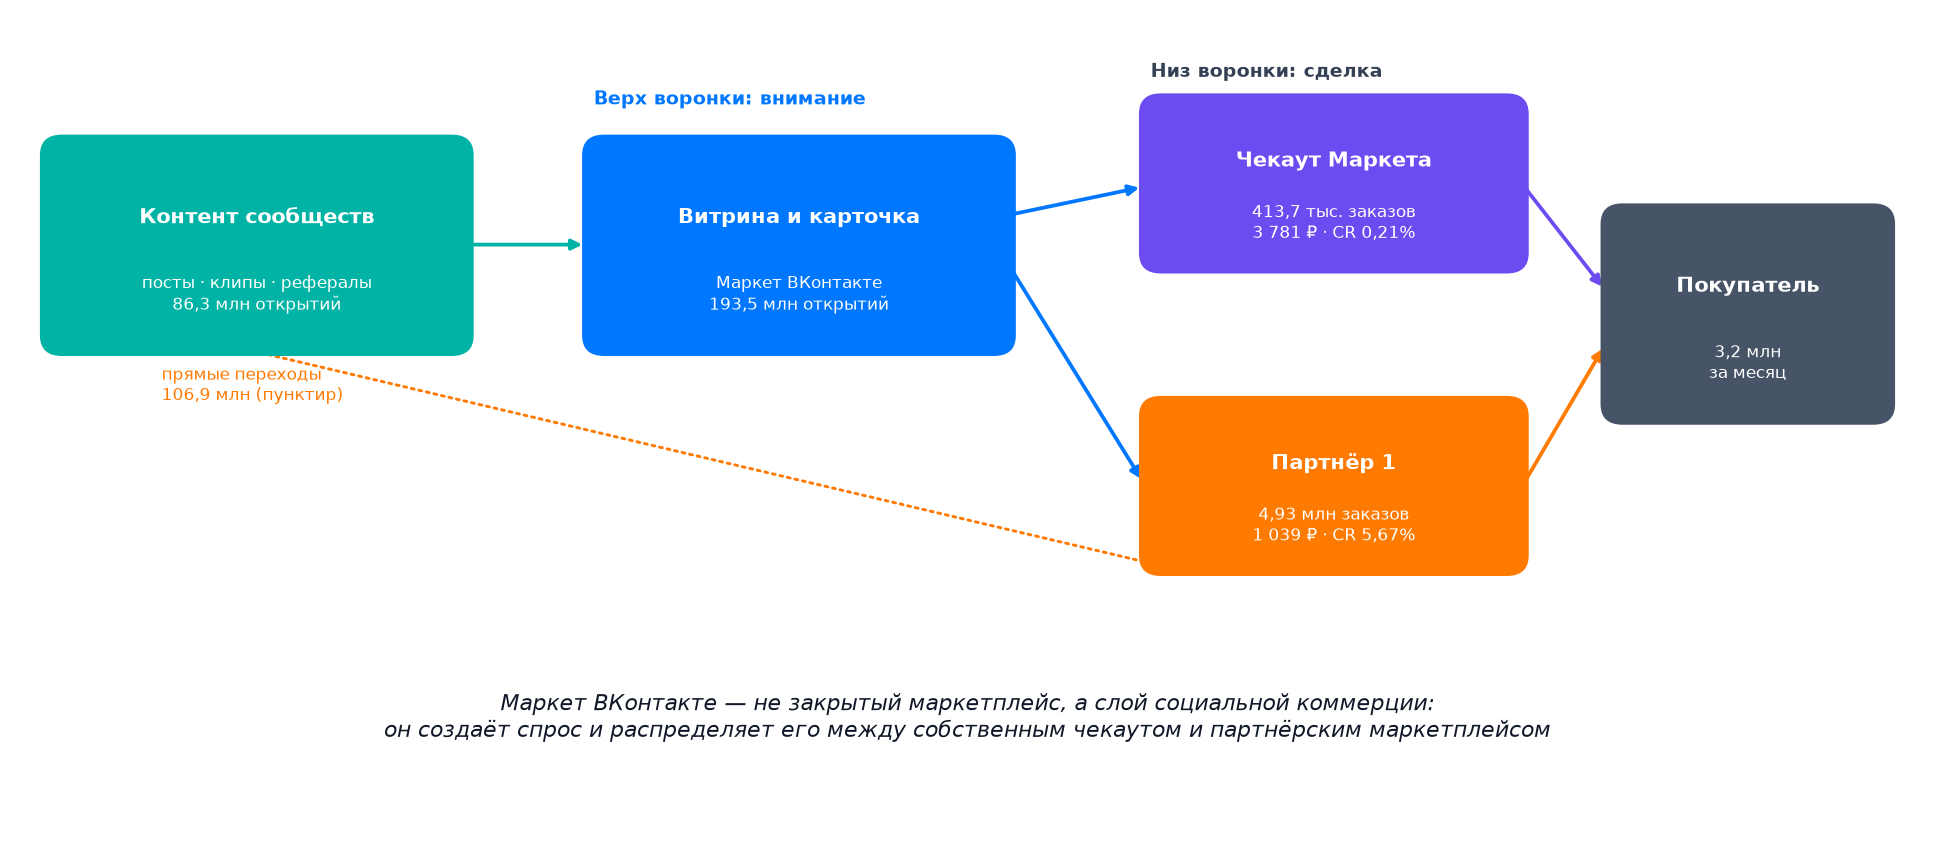 Низ воронки: сделка
Верх воронки: внимание
Контент сообществ
посты · клипы · рефералы
86,3 млн открытий
прямые переходы
106,9 млн (пунктир)
Витрина и карточка
Маркет ВКонтакте
193,5 млн открытий
Чекаут Маркета
413,7 тыс. заказов
3 781 ₽ · CR 0,21%
Партнёр 1
4,93 млн заказов
1 039 ₽ · CR 5,67%
Покупатель
3,2 млн
за месяц
Маркет ВКонтакте — не закрытый маркетплейс, а слой социальной коммерции:
он создаёт спрос и распределяет его между собственным чекаутом и партнёрским маркетплейсом